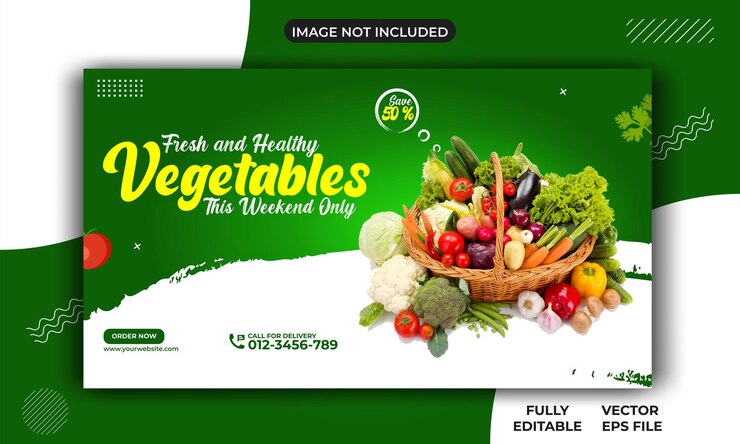 IMAGE NOT INCLUDED
Save
50 %
Fresh and Healthy
Vegetables
This Weekend Only
ORDER NOW
www.yourwebsite.com
CALL FOR DELIVERY
012-3456-789
FULLY
EDITABLE
VECTOR
EPS FILE